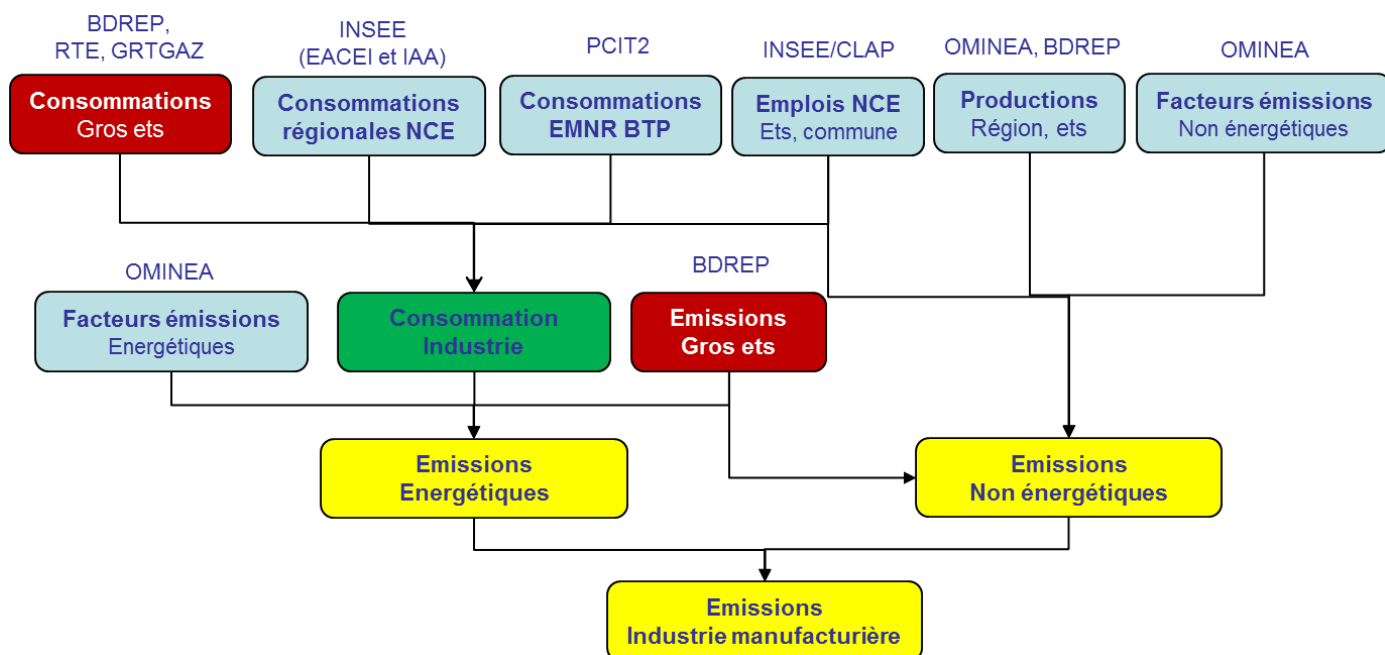 BDREP,
RTE, GRTGAZ
INSEE
(EACEI et IAA)
PCIT2
INSEE/CLAP
OMINEA, BDREP
OMINEA
Consommations
Gros ets
Consommations
régionales NCE
Consommations
EMNR BTP
Emplois NCE
Ets, commune
Productions
Région, ets
Facteurs émissions
Non énergétiques
OMINEA
BDREP
Facteurs émissions
Energétiques
Consommation
Industrie
Emissions
Gros ets
Emissions
Energétiques
Emissions
Non énergétiques
Emissions
Industrie manufacturière